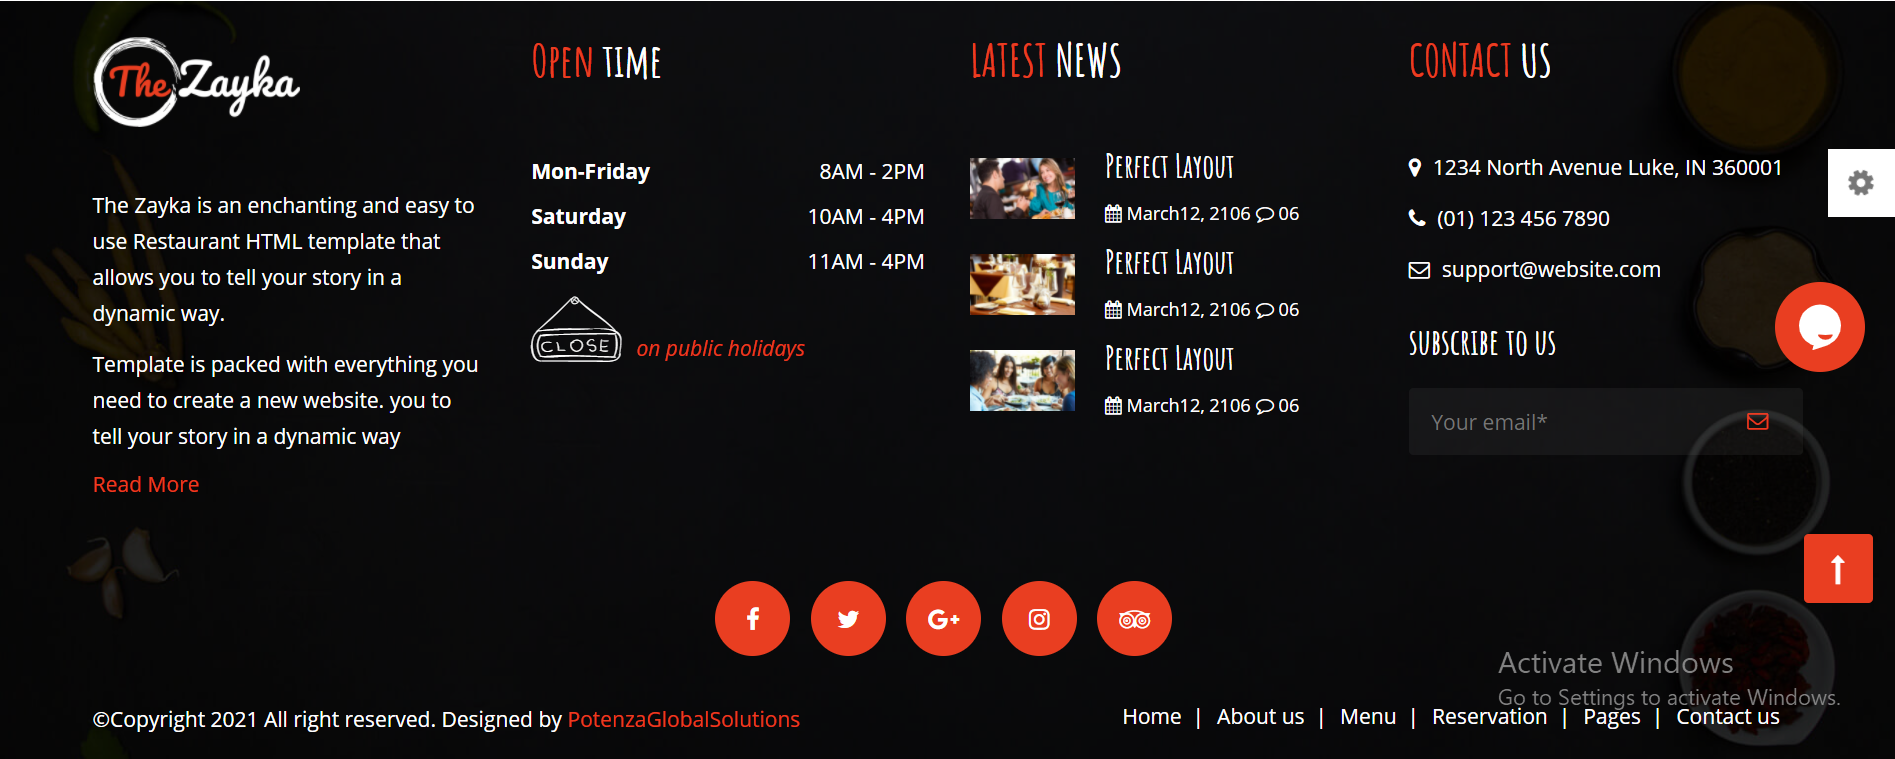 The Zayka
The Zayka is an enchanting and easy to
use Restaurant HTML template that
allows you to tell your story in a
dynamic way.
Template is packed with everything you
need to create a new website. you to
tell your story in a dynamic way
Read More
Open time
Mon-Friday 8AM - 2PM
Saturday 10AM - 4PM
Sunday 11AM - 4PM
CLOSE on public holidays
Latest News
Perfect Layout
March12, 2106 06
Perfect Layout
March12, 2106 06
Perfect Layout
March12, 2106 06
CONTACT US
1234 North Avenue Luke, IN 360001
(01) 123 456 7890
support@website.com
SUBSCRIBE TO US
Your email*
G+
Activate Windows
Go to Settings to activate Windows.
©Copyright 2021 All right reserved. Designed by PotenzaGlobalSolutions
Home | About us | Menu | Reservation | Pages | Contact us